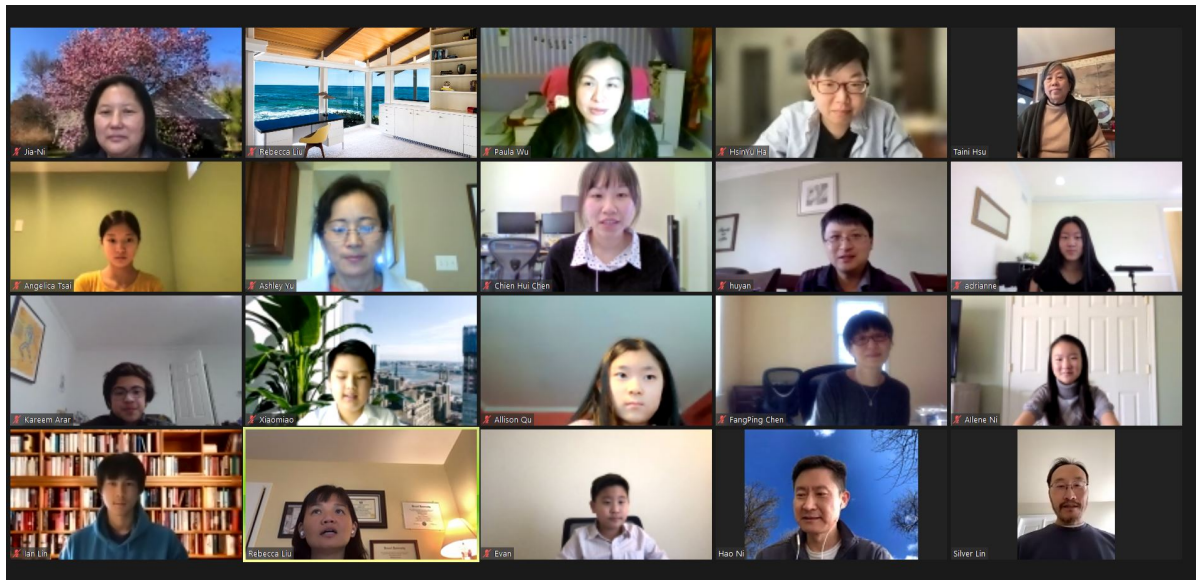 Jia-Ni
Rebecca Liu
Paula Wu
HsinYu Ha
Taini Hsu
Angelica Tsai
Ashley Yu
Chien Hui Chen
huyan
adrianne
Kareem Arar
Xiaomiao
Allison Qu
FangPing Chen
Allene Ni
Ian Lin
Rebecca Liu
Evan
Hao Ni
Silver Lin